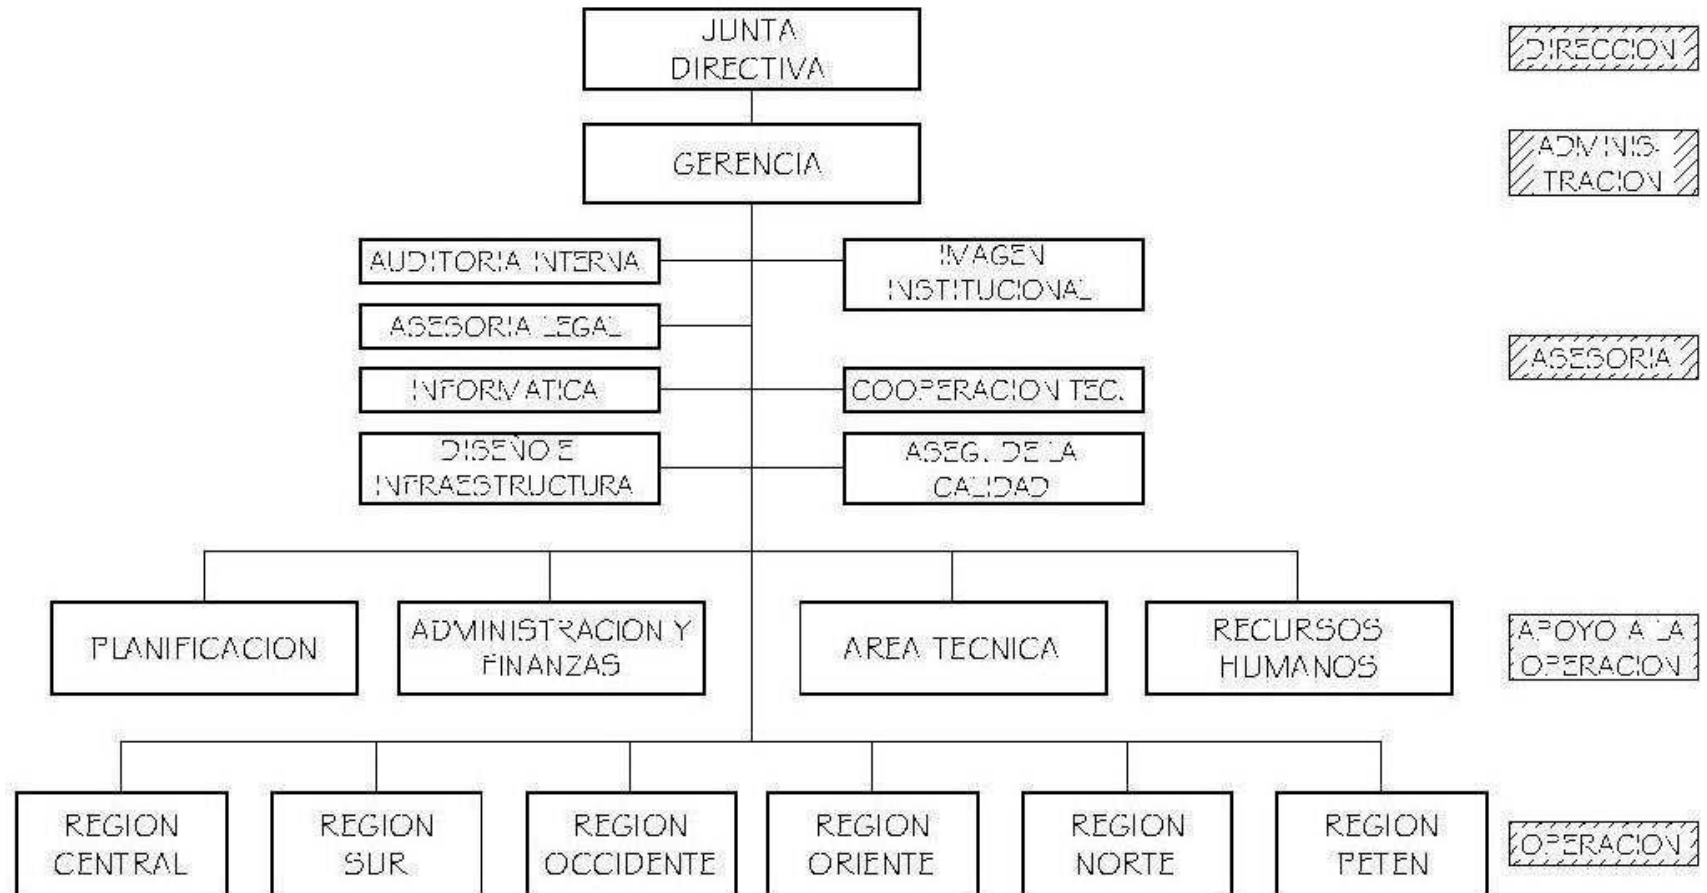 JUNTA
DIRECTIVA
DIRECCION
GERENCIA
ADMINIS-
TRACION
AUDITORIA INTERNA
IMAGEN
INSTITUCIONAL
ASESORIA LEGAL
ASESORIA
INFORMATICA
COOPERACION TEC.
DISEÑO E
INFRAESTRUCTURA
ASEG. DE LA
CALIDAD
PLANIFICACION
ADMINISTRACION Y
FINANZAS
AREA TECNICA
RECURSOS
HUMANOS
APOYO A LA
OPERACION
REGION
CENTRAL
REGION
SUR
REGION
OCCIDENTE
REGION
ORIENTE
REGION
NORTE
REGION
PETEN
OPERACION